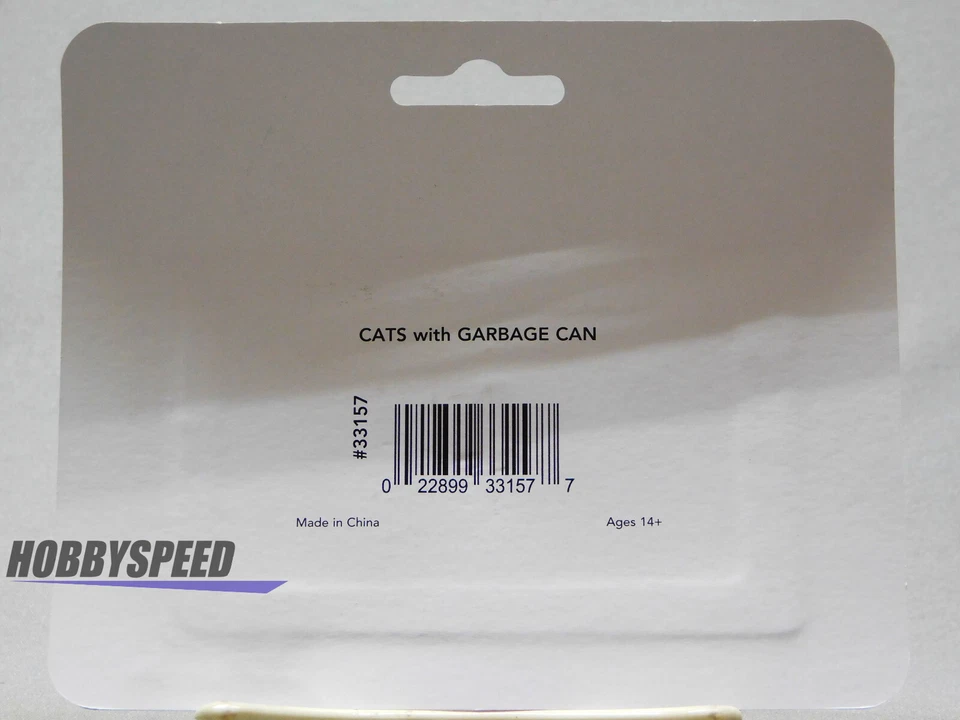 CATS with GARBAGE CAN
#33157
0 22899 33157 7
Made in China
Ages 14+
HOBBYSPEED